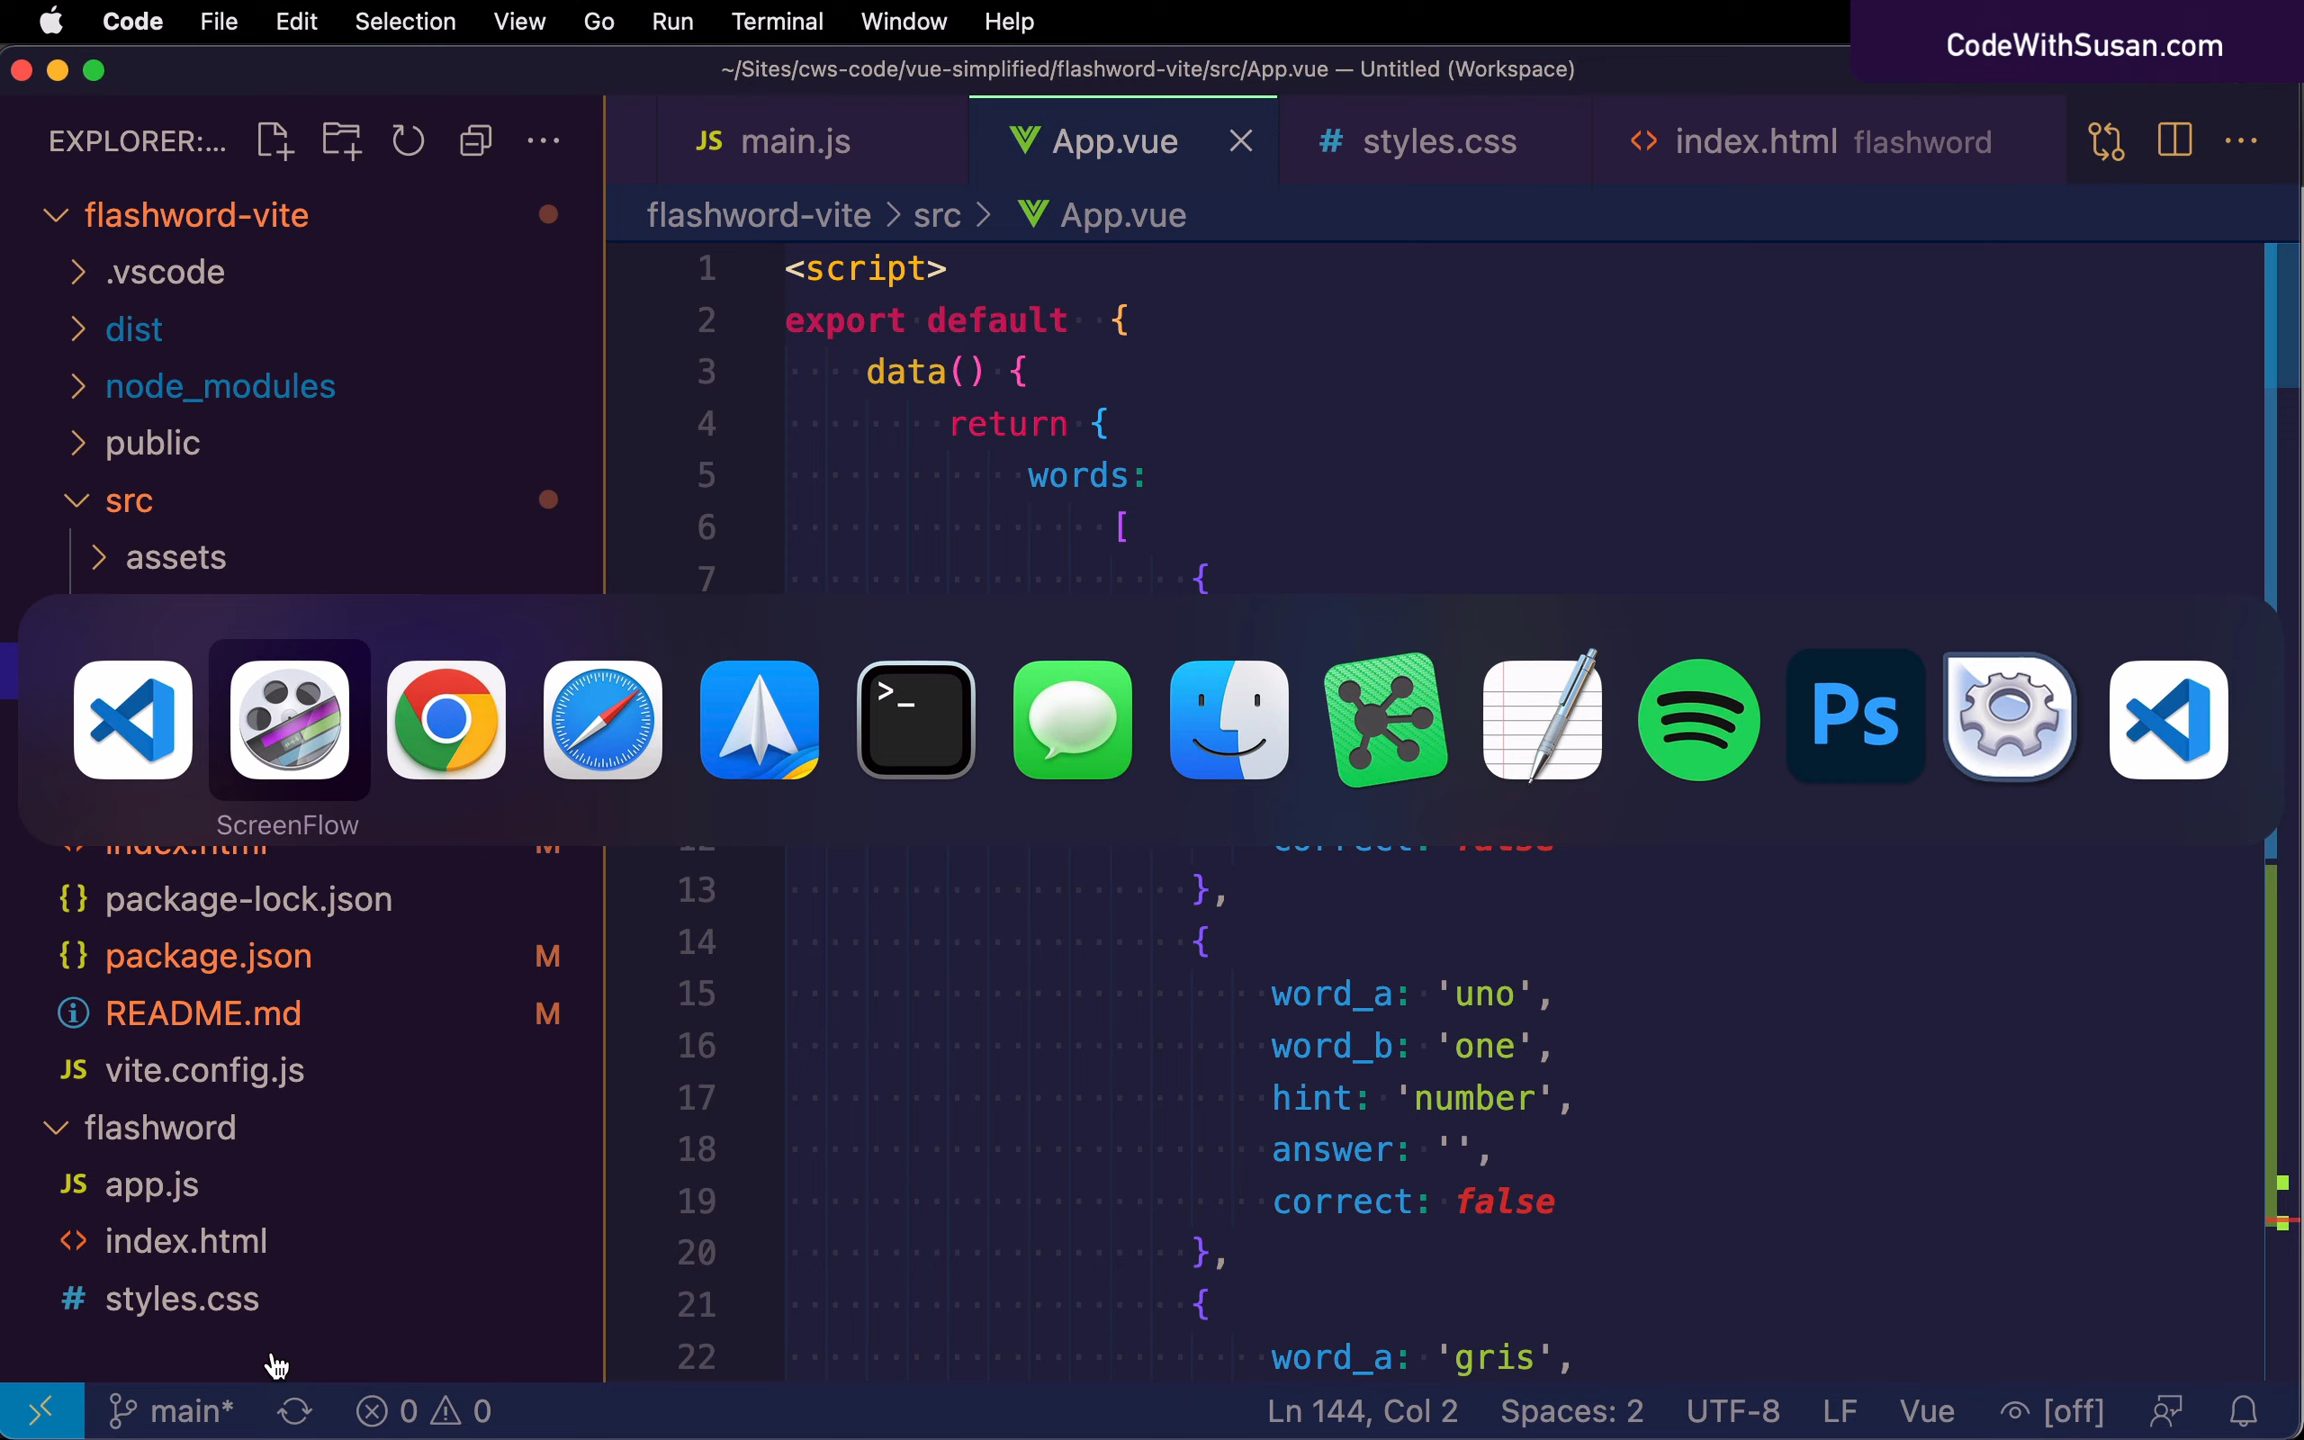 Code File Edit Selection View Go Run Terminal Window Help
CodeWithSusan.com
~/Sites/cws-code/vue-simplified/flashword-vite/src/App.vue — Untitled (Workspace)
EXPLORER:...
JS main.js
App.vue
# styles.css
<> index.html flashword
flashword-vite
flashword-vite > src > App.vue
.vscode
dist
node_modules
public
src
assets
1 <script>
2 export default {
3 data() {
4 return {
5 words:
6 [
7 {
>_
Ps
ScreenFlow
<> index.html M
{} package-lock.json
{} package.json M
README.md M
JS vite.config.js
flashword
JS app.js
<> index.html
# styles.css
12 correct: false
13 },
14 {
15 word_a: 'uno',
16 word_b: 'one',
17 hint: 'number',
18 answer: '',
19 correct: false
20 },
21 {
22 word_a: 'gris',
main* 0 0
Ln 144, Col 2 Spaces: 2 UTF-8 LF Vue [off]